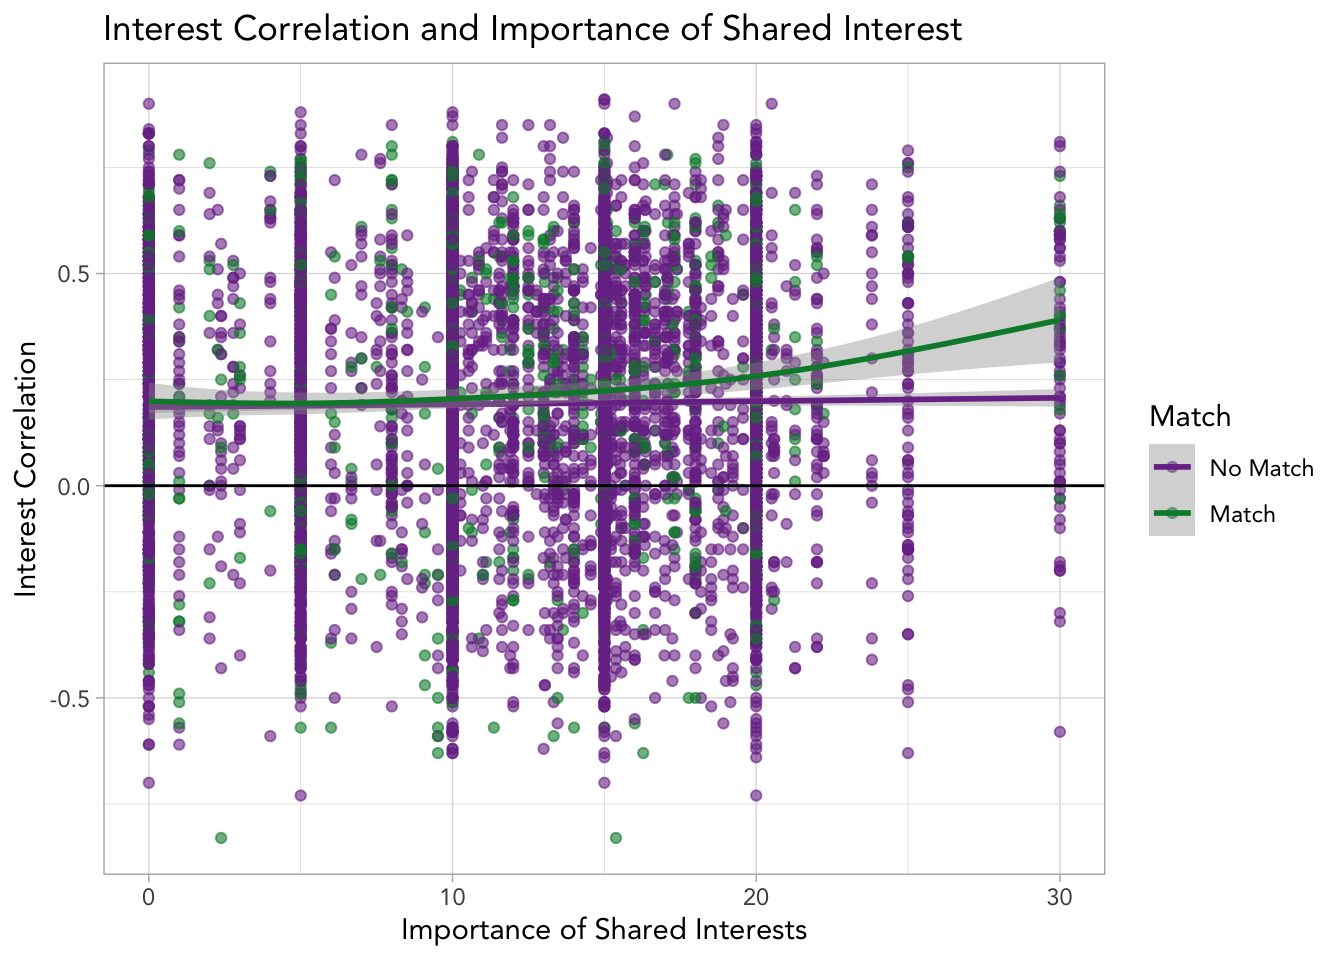 Interest Correlation and Importance of Shared Interest
Interest Correlation
0.5
0.0
-0.5
0
10
20
30
Importance of Shared Interests
Match
No Match
Match